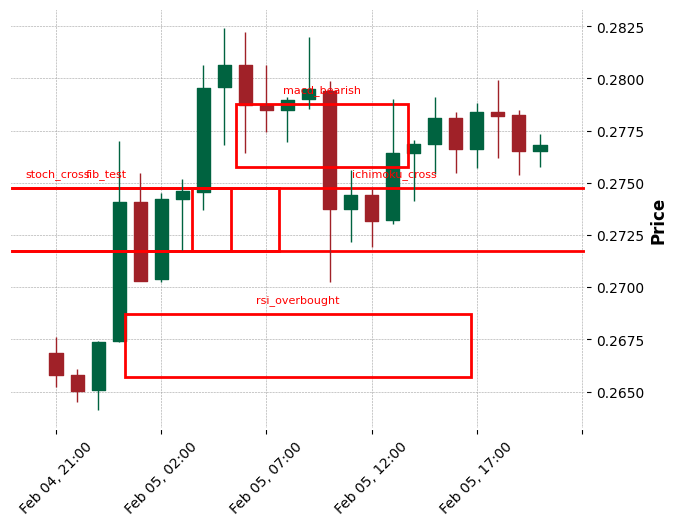 0.2825
0.2800
macd_bearish
0.2775
stoch_cross
fib_test
ichimoku_cross
0.2750
0.2725
Price
0.2700
rsi_overbought
0.2675
0.2650
Feb 04, 21:00
Feb 05, 02:00
Feb 05, 07:00
Feb 05, 12:00
Feb 05, 17:00